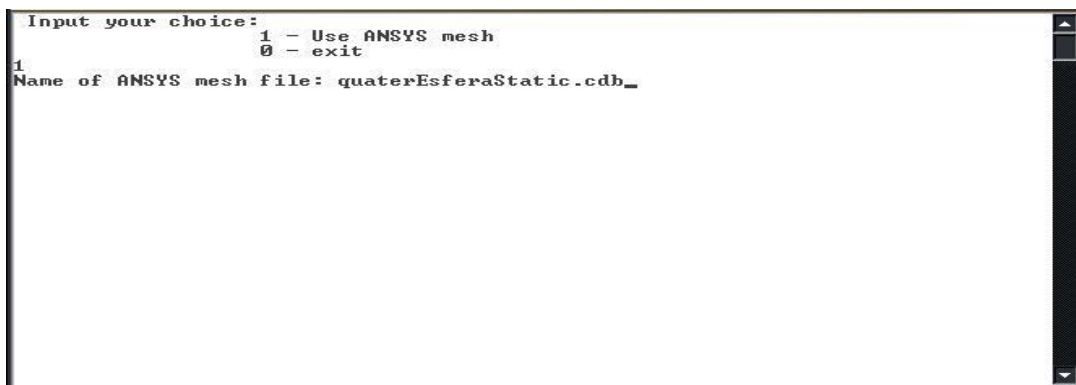 Input your choice:
1 - Use ANSYS mesh
0 - exit
1
Name of ANSYS mesh file: quaterEsferaStatic.cdb_